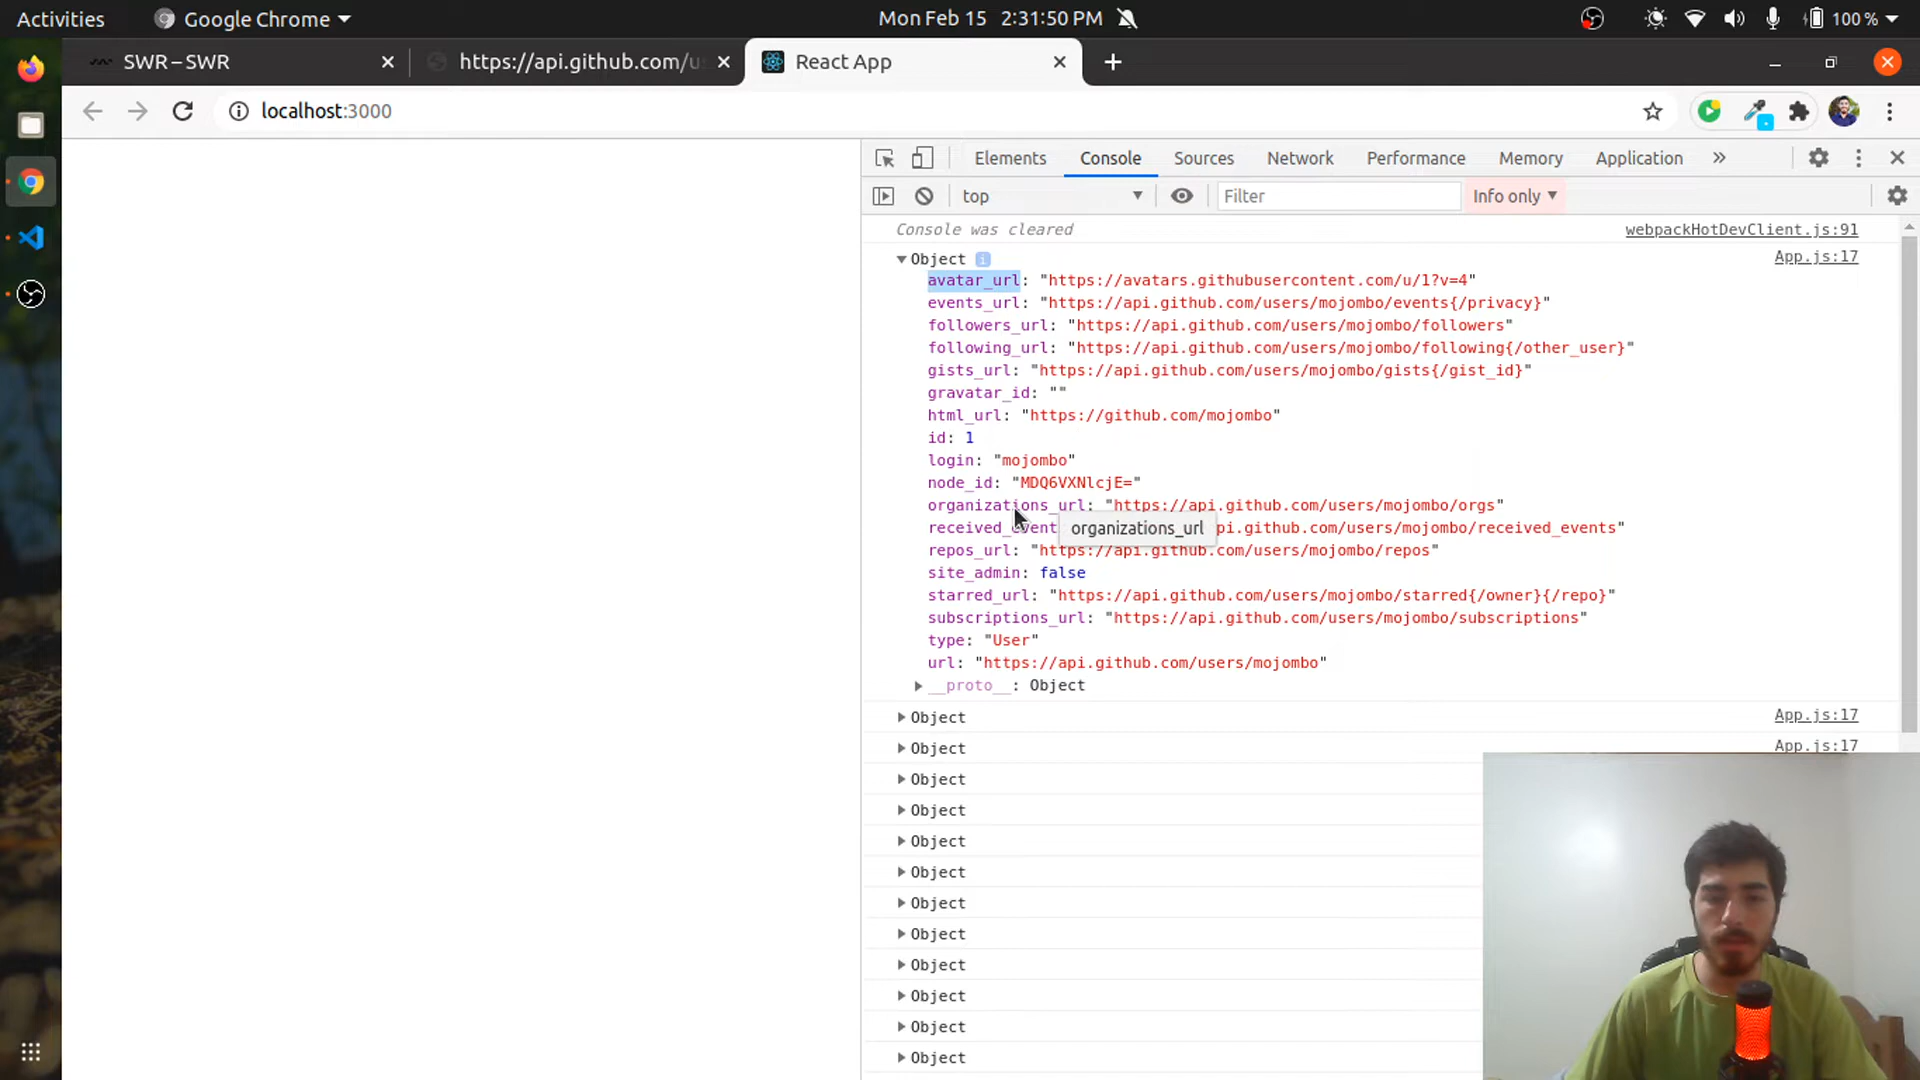 Activities
Google Chrome
Mon Feb 15 2:31:50 PM
100 %
SWR – SWR
https://api.github.com/u
React App
localhost:3000
Elements
Console
Sources
Network
Performance
Memory
Application
top
Filter
Info only
Console was cleared
webpackHotDevClient.js:91
Object i
App.js:17
avatar_url: "https://avatars.githubusercontent.com/u/1?v=4"
events_url: "https://api.github.com/users/mojombo/events{/privacy}"
followers_url: "https://api.github.com/users/mojombo/followers"
following_url: "https://api.github.com/users/mojombo/following{/other_user}"
gists_url: "https://api.github.com/users/mojombo/gists{/gist_id}"
gravatar_id: ""
html_url: "https://github.com/mojombo"
id: 1
login: "mojombo"
node_id: "MDQ6VXNlcjE="
organizations_url: "https://api.github.com/users/mojombo/orgs"
organizations_url
pi.github.com/users/mojombo/received_events"
repos_url: "https://api.github.com/users/mojombo/repos"
site_admin: false
starred_url: "https://api.github.com/users/mojombo/starred{/owner}{/repo}"
subscriptions_url: "https://api.github.com/users/mojombo/subscriptions"
type: "User"
url: "https://api.github.com/users/mojombo"
__proto__: Object
Object
App.js:17
Object
App.js:17
Object
Object
Object
Object
Object
Object
Object
Object
Object
Object